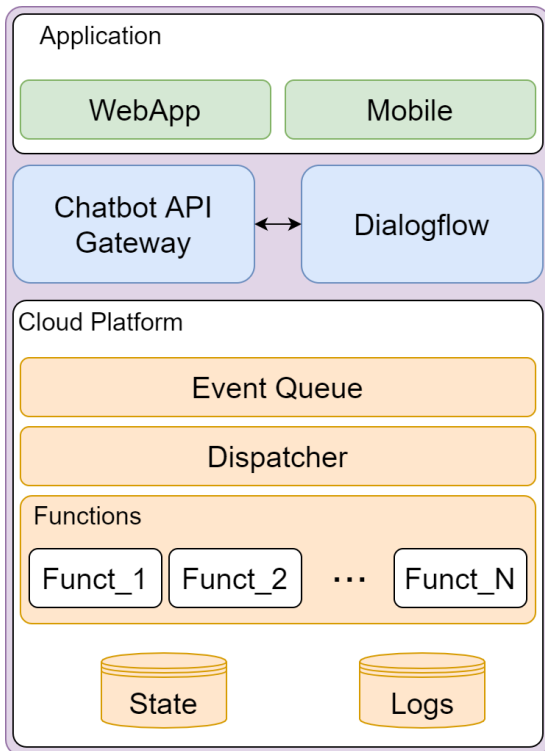 Application
WebApp
Mobile
Chatbot API
Gateway
Dialogflow
Cloud Platform
Event Queue
Dispatcher
Functions
Funct_1
Funct_2
...
Funct_N
State
Logs